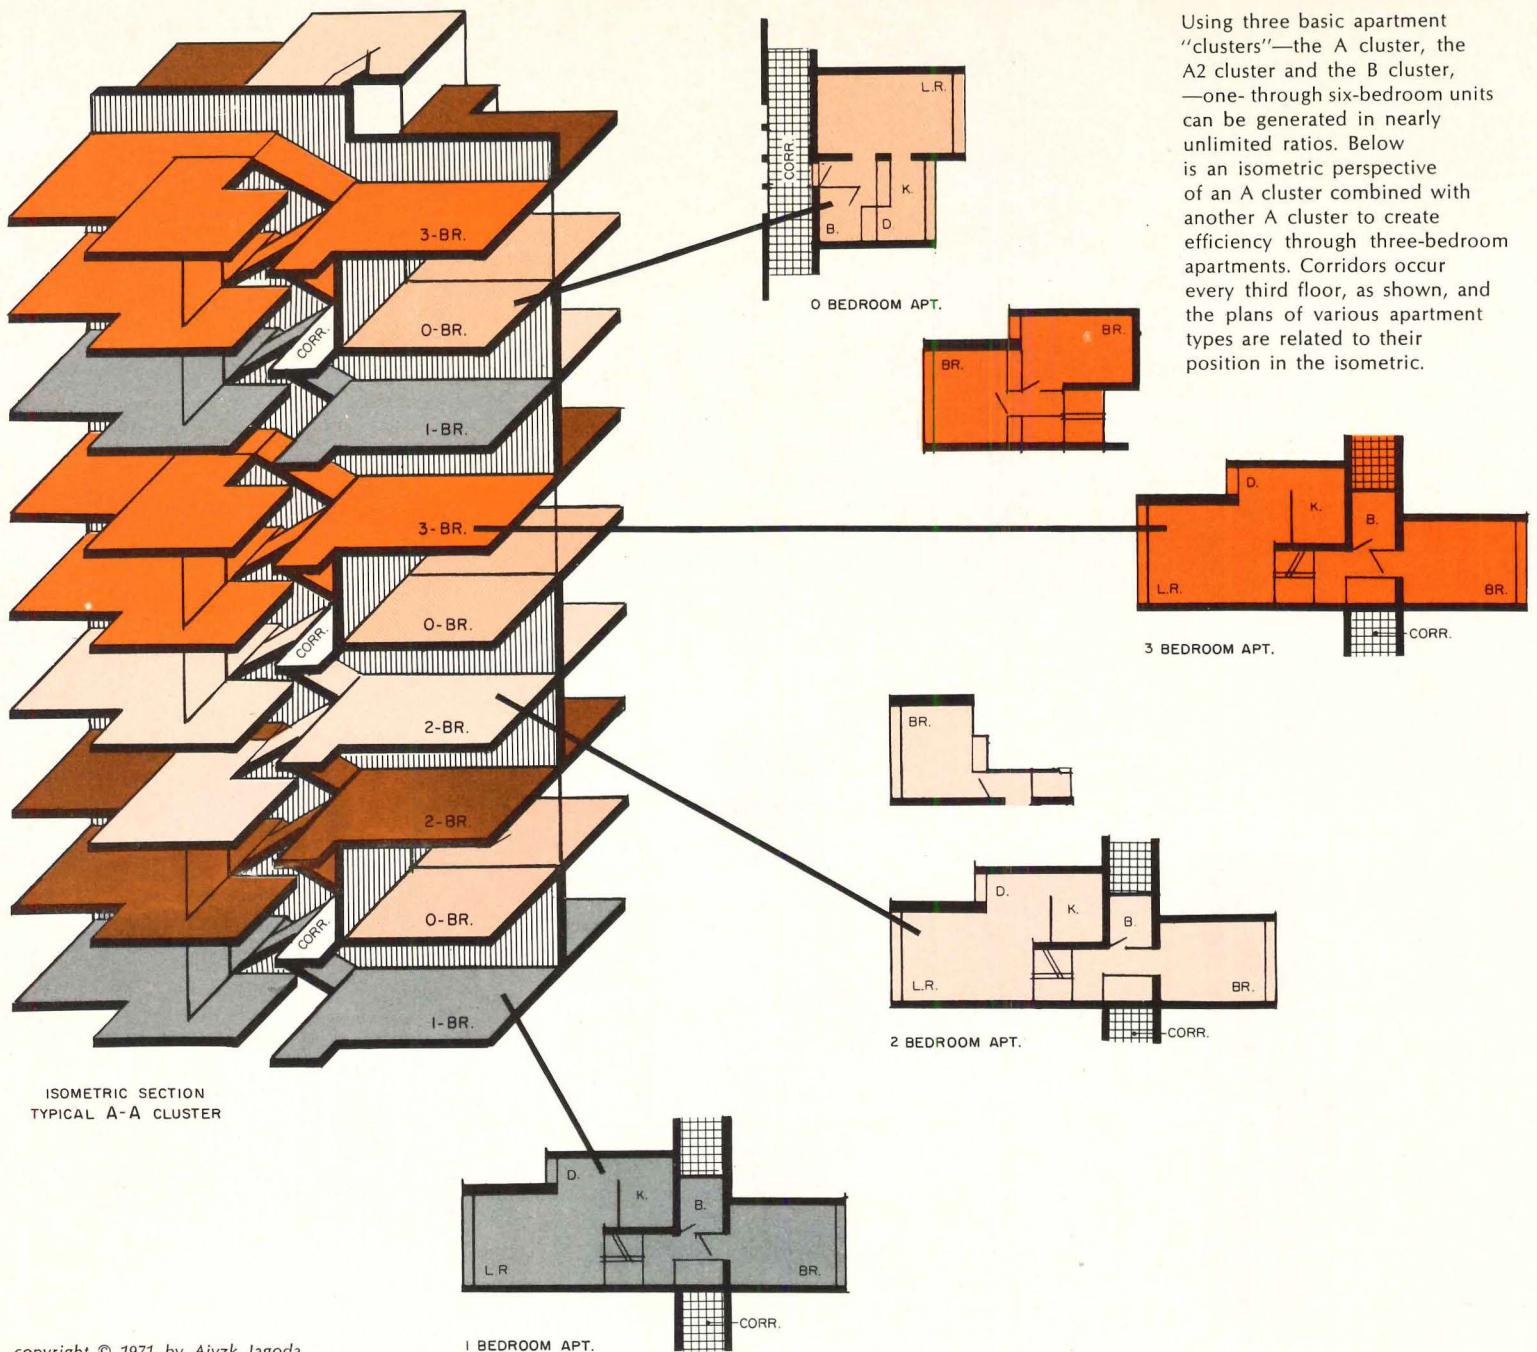 Using three basic apartment
“clusters”—the A cluster, the
A2 cluster and the B cluster,
—one- through six-bedroom units
can be generated in nearly
unlimited ratios. Below
is an isometric perspective
of an A cluster combined with
another A cluster to create
efficiency through three-bedroom
apartments. Corridors occur
every third floor, as shown, and
the plans of various apartment
types are related to their
position in the isometric.
3-BR.
0-BR.
CORR.
1-BR.
3-BR.
0-BR.
CORR.
2-BR.
2-BR.
0-BR.
CORR.
1-BR.
ISOMETRIC SECTION
TYPICAL A-A CLUSTER
L.R.
CORR.
K.
B.
D.
0 BEDROOM APT.
BR.
BR.
D.
K.
B.
L.R.
BR.
CORR.
3 BEDROOM APT.
BR.
D.
K.
B.
L.R.
BR.
CORR.
2 BEDROOM APT.
D.
K.
B.
L.R
BR.
CORR.
1 BEDROOM APT.
copyright © 1971 by Aiyzk Jagoda